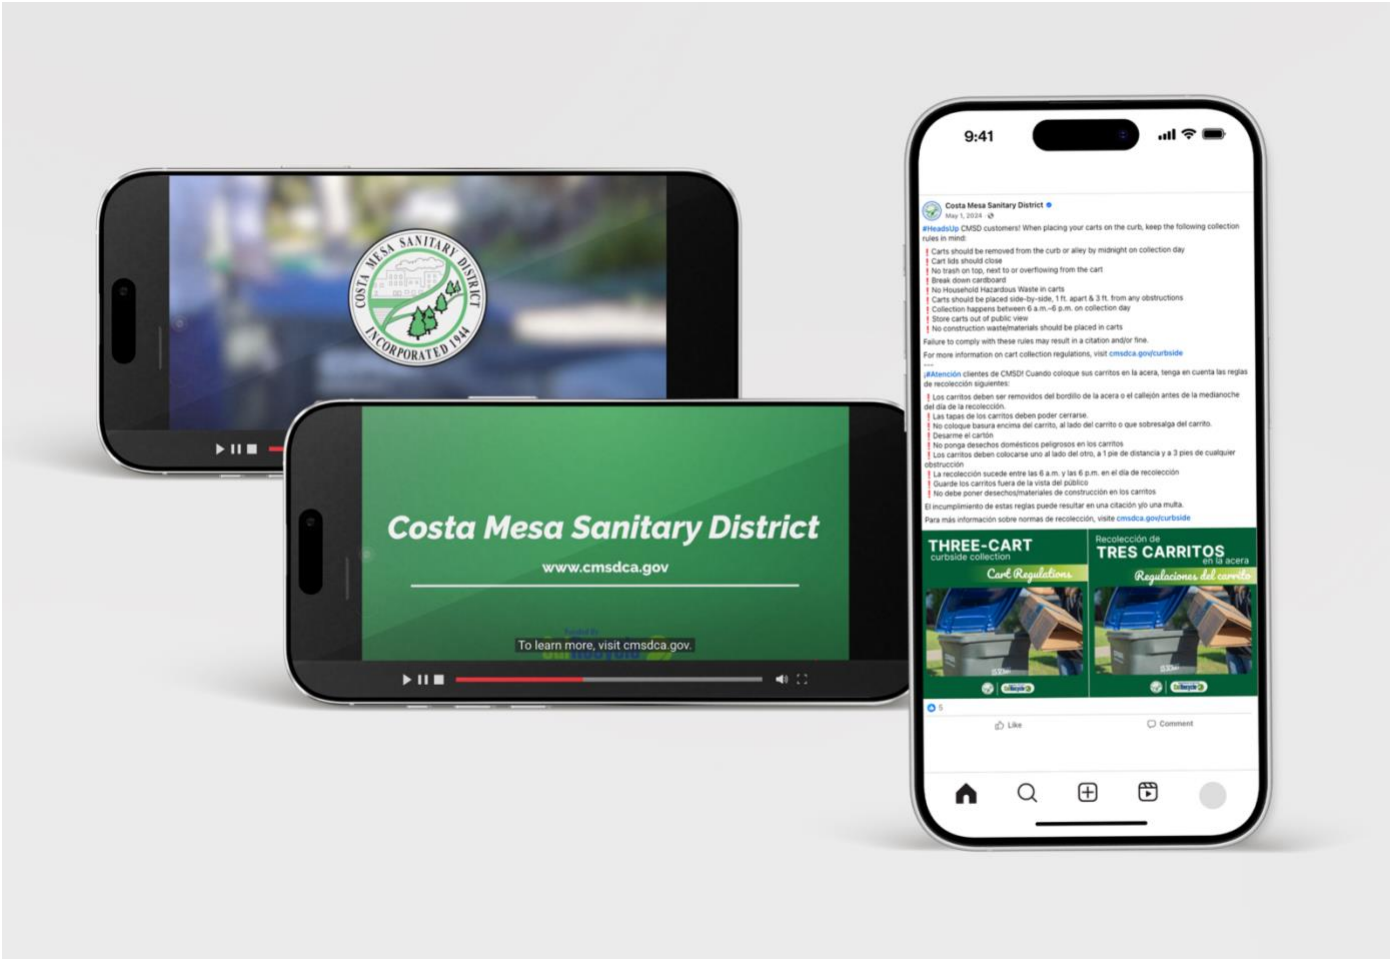 COSTA MESA SANITARY DISTRICT
INCORPORATED 1944
Costa Mesa Sanitary District
www.cmsdca.gov
Funded By
CalRecycle
To learn more, visit cmsdca.gov.
9:41
Costa Mesa Sanitary District
May 1, 2024
#HeadsUp CMSD customers! When placing your carts on the curb, keep the following collection
rules in mind:
❗Carts should be removed from the curb or alley by midnight on collection day
❗Cart lids should close
❗No trash on top, next to or overflowing from the cart
❗Break down cardboard
❗No Household Hazardous Waste in carts
❗Carts should be placed side-by-side, 1 ft. apart & 3 ft. from any obstructions
❗Collection happens between 6 a.m.-6 p.m. on collection day
❗Store carts out of public view
❗No construction waste/materials should be placed in carts
Failure to comply with these rules may result in a citation and/or fine.
For more information on cart collection regulations, visit cmsdca.gov/curbside
----
¡#Atención clientes de CMSD! Cuando coloque sus carritos en la acera, tenga en cuenta las reglas
de recolección siguientes:
❗Los carritos deben ser removidos del bordillo de la acera o el callejón antes de la medianoche
del día de la recolección.
❗Las tapas de los carritos deben poder cerrarse.
❗No coloque basura encima del carrito, al lado del carrito o que sobresalga del carrito.
❗Desarme el cartón
❗No ponga desechos domésticos peligrosos en los carritos
❗Los carritos deben colocarse uno al lado del otro, a 1 pie de distancia y a 3 pies de cualquier
obstrucción
❗La recolección sucede entre las 6 a.m. y las 6 p.m. en el día de recolección
❗Guarde los carritos fuera de la vista del público
❗No debe poner desechos/materiales de construcción en los carritos
El incumplimiento de estas reglas puede resultar en una citación y/o una multa.
Para más información sobre normas de recolección, visite cmsdca.gov/curbside
THREE-CART
curbside collection
Cart Regulations
CalRecycle
Recolección de
TRES CARRITOS
en la acera
Regulaciones del carrito
CalRecycle
5
Like
Comment